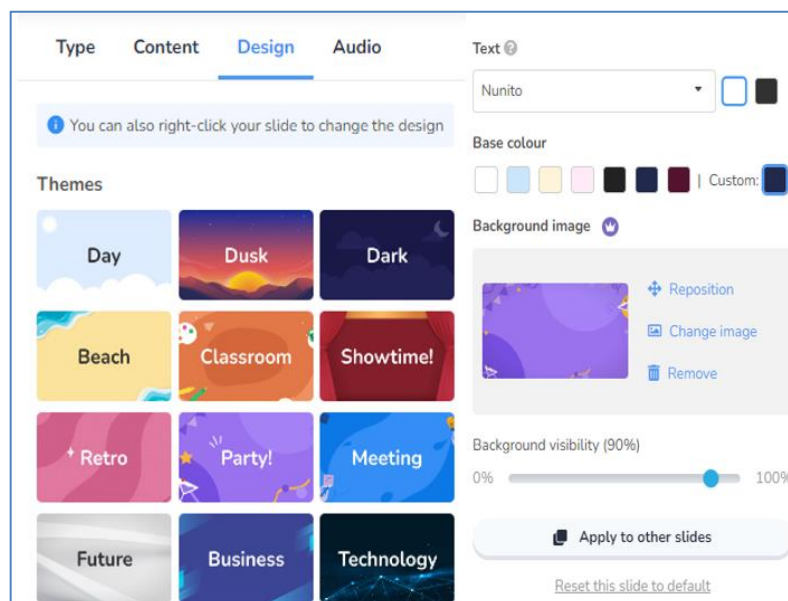 Type Content Design Audio
You can also right-click your slide to change the design
Themes
Day Dusk Dark
Beach Classroom Showtime!
Retro Party! Meeting
Future Business Technology
Text
Nunito
Base colour
| Custom:
Background image
Reposition
Change image
Remove
Background visibility (90%)
0% 100%
Apply to other slides
Reset this slide to default